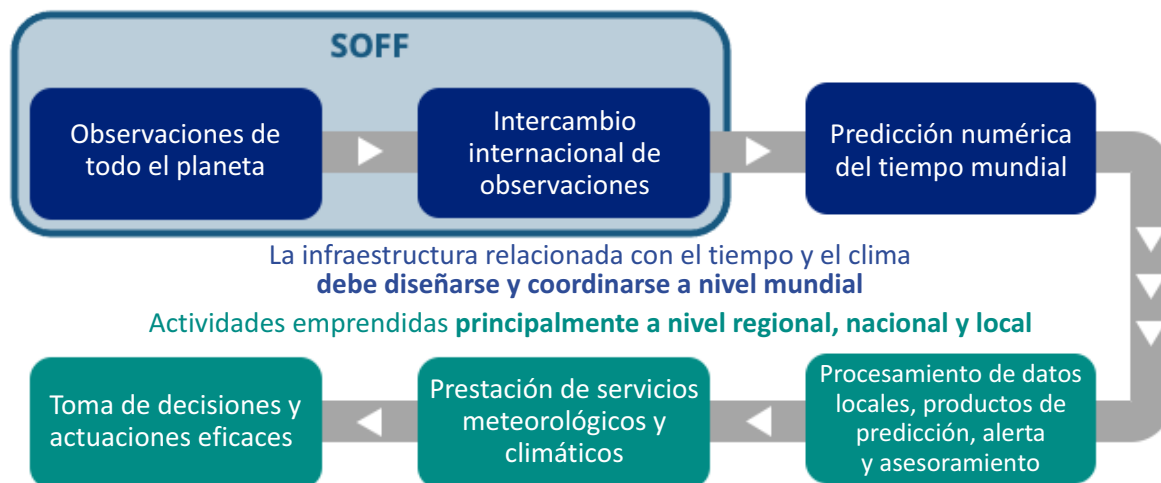 SOFF
Observaciones de
todo el planeta
Intercambio
internacional de
observaciones
Predicción numérica
del tiempo mundial
La infraestructura relacionada con el tiempo y el clima
debe diseñarse y coordinarse a nivel mundial
Actividades emprendidas principalmente a nivel regional, nacional y local
Toma de decisiones y
actuaciones eficaces
Prestación de servicios
meteorológicos y
climáticos
Procesamiento de datos
locales, productos de
predicción, alerta
y asesoramiento